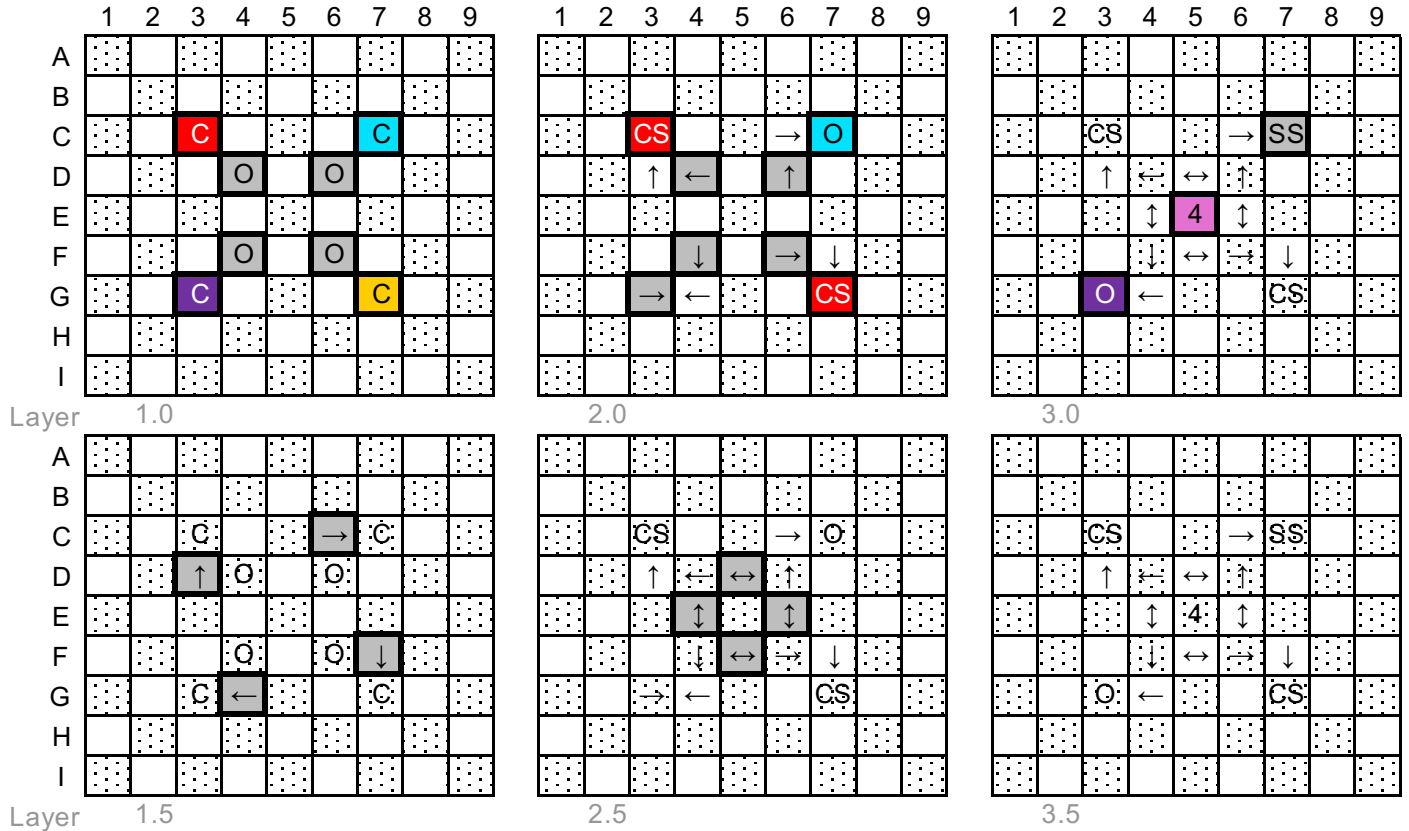 1 2 3 4 5 6 7 8 9 1 2 3 4 5 6 7 8 9 1 2 3 4 5 6 7 8 9
A
B
C C C CS → O CS → SS
D O O ↑ ← ↑ ↑ ← ↔ ↑
E ↕ 4 ↕
F O O ↓ → ↓ ↓ ↔ → ↓
G C C → ← CS O ← CS
H
I
Layer 1.0 2.0 3.0
A
B
C C → C CS → O CS → SS
D ↑ O O ↑ ← ↔ ↑ ↑ ← ↔ ↑
E ↕ ↕ ↕ 4 ↕
F O O ↓ ↓ ↔ → ↓ ↓ ↔ → ↓
G C ← C → ← CS O ← CS
H
I
Layer 1.5 2.5 3.5